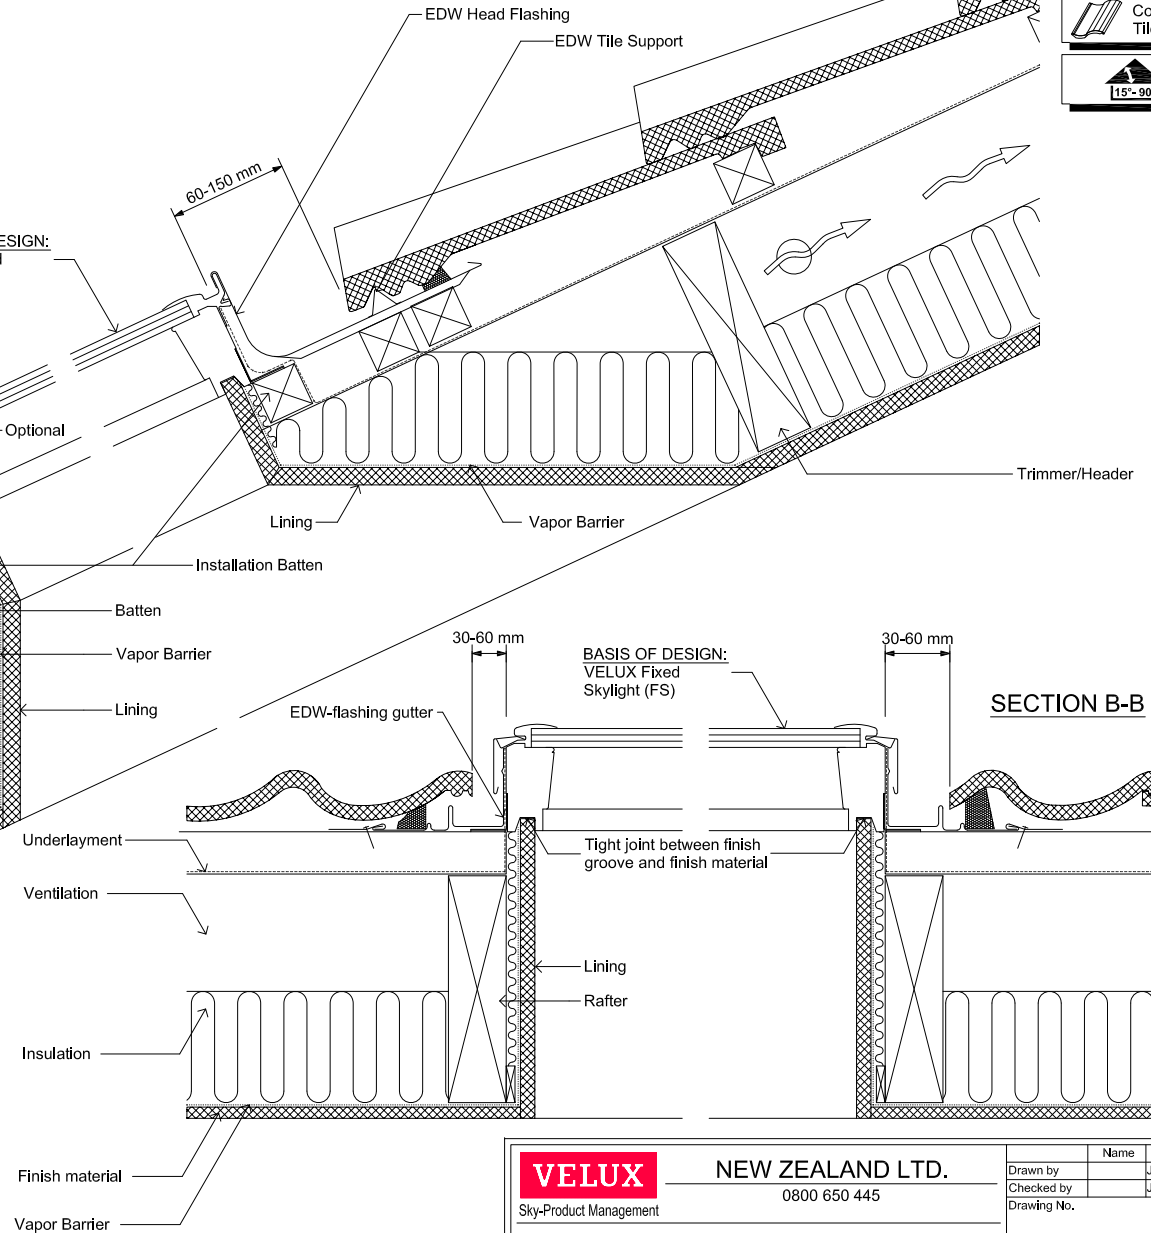 EDW Head Flashing
EDW Tile Support
Co
Til
15°- 90
60-150 mm
ESIGN:
Optional
Trimmer/Header
Lining
Vapor Barrier
Installation Batten
Batten
Vapor Barrier
Lining
30-60 mm
30-60 mm
BASIS OF DESIGN:
VELUX Fixed
Skylight (FS)
SECTION B-B
EDW-flashing gutter
Underlayment
Tight joint between finish
groove and finish material
Ventilation
Lining
Rafter
Insulation
Finish material
Vapor Barrier
VELUX
Sky-Product Management
NEW ZEALAND LTD.
0800 650 445
Name
Drawn by
J
Checked by
J
Drawing No.